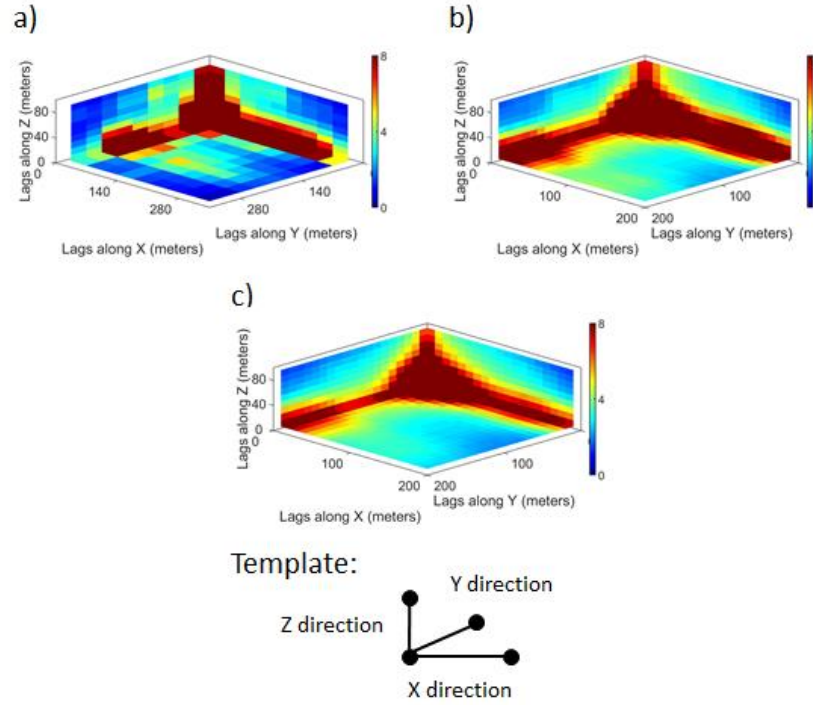 a)
8
4
0
Lags along Z (meters)
80
40
0
0
140
280
280
140
Lags along X (meters)
Lags along Y (meters)
b)
Lags along Z (meters)
80
40
0
0
100
200
200
100
Lags along X (meters)
Lags along Y (meters)
c)
8
4
0
Lags along Z (meters)
80
40
0
0
100
200
200
100
Lags along X (meters)
Lags along Y (meters)
Template:
Y direction
Z direction
X direction